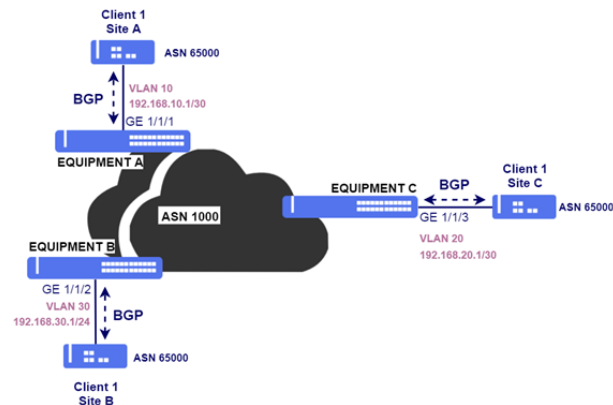 Client 1
Site A
ASN 65000
BGP
VLAN 10
192.168.10.1/30
GE 1/1/1
EQUIPMENT A
EQUIPMENT C
BGP
Client 1
Site C
ASN 1000
GE 1/1/3
ASN 65000
VLAN 20
192.168.20.1/30
EQUIPMENT B
GE 1/1/2
VLAN 30
192.168.30.1/24
BGP
ASN 65000
Client 1
Site B